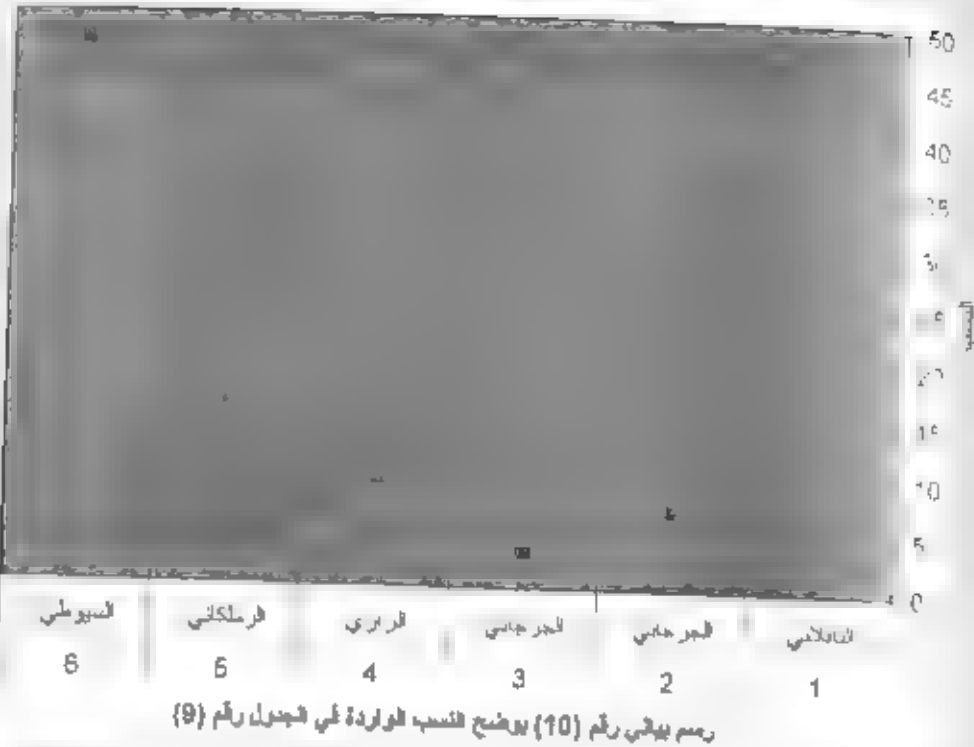 50
45
40
20
10
5
0
السيوطي
الزملكاني
الرازي
الجرجاني
الجرجاني
6
5
4
3
2
1
رسم بياني رقم (10) يوضح النسب الواردة في الجدول رقم (9)